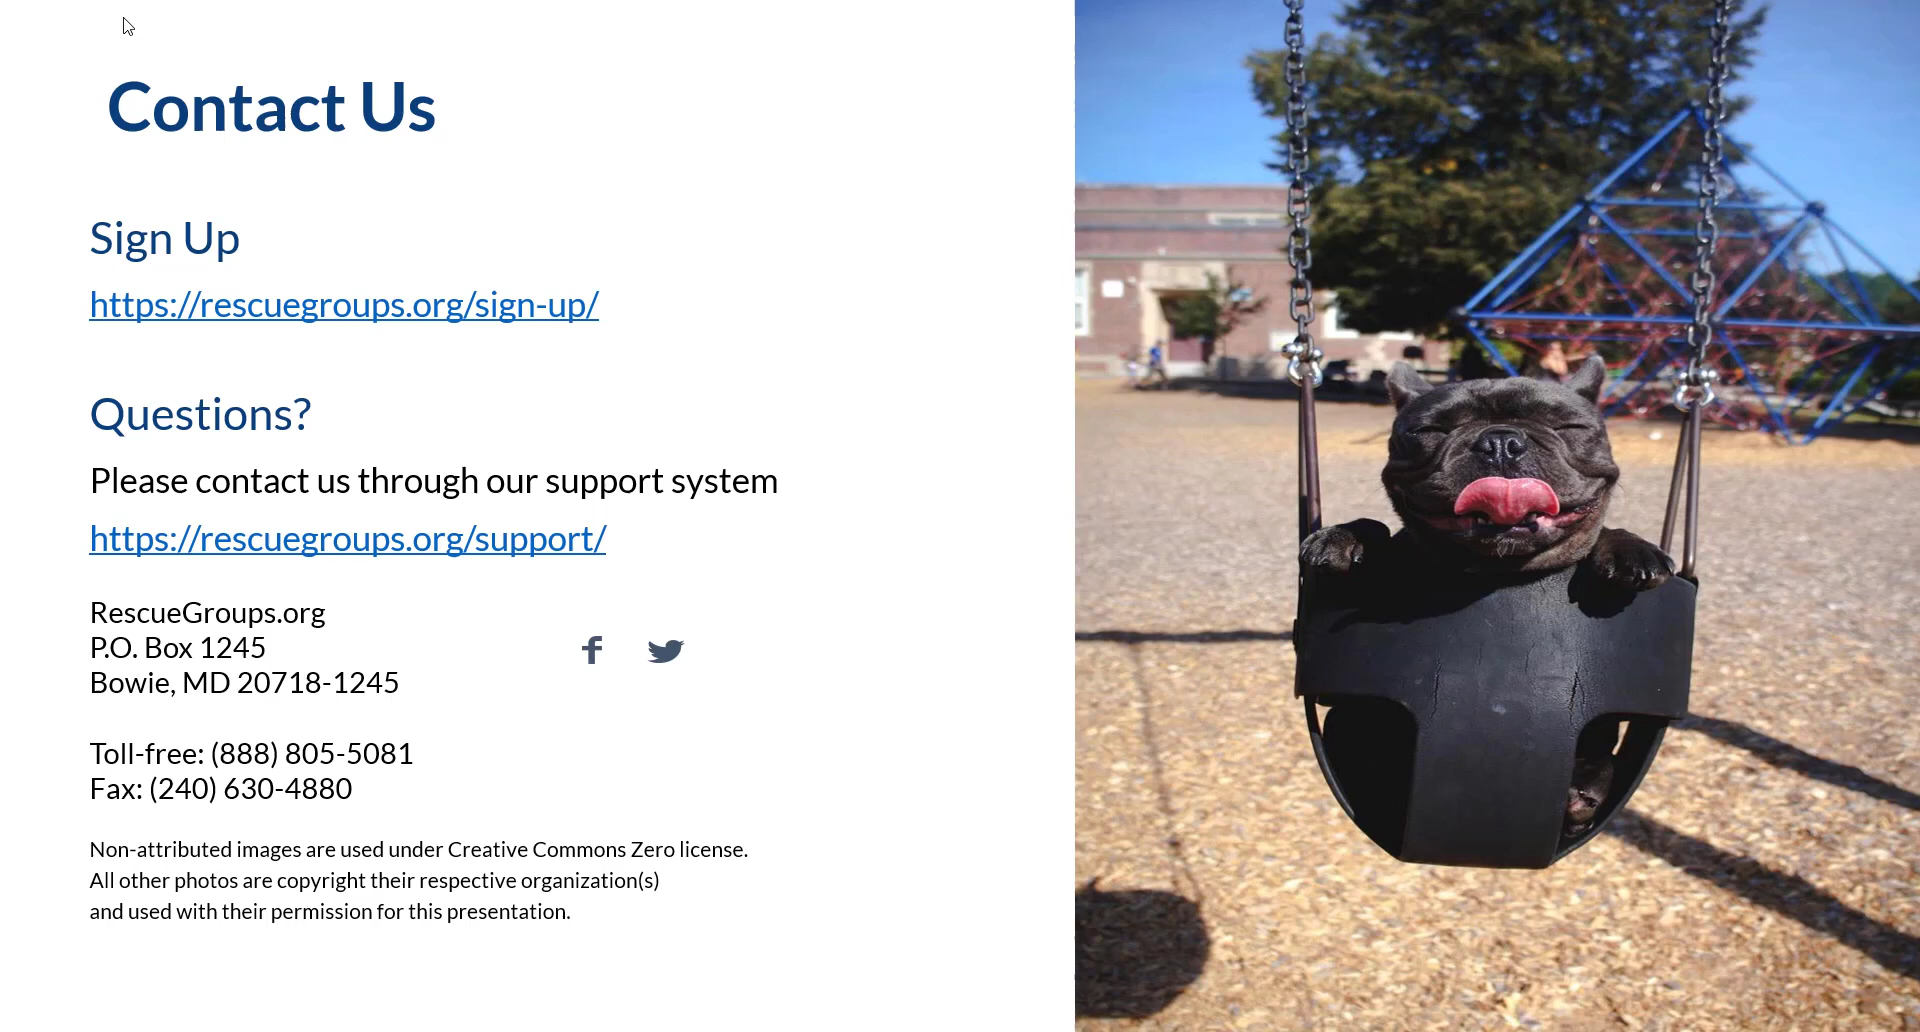 Contact Us
Sign Up
https://rescuegroups.org/sign-up/
Questions?
Please contact us through our support system
https://rescuegroups.org/support/
RescueGroups.org
P.O. Box 1245
Bowie, MD 20718-1245
Toll-free: (888) 805-5081
Fax: (240) 630-4880
Non-attributed images are used under Creative Commons Zero license.
All other photos are copyright their respective organization(s)
and used with their permission for this presentation.